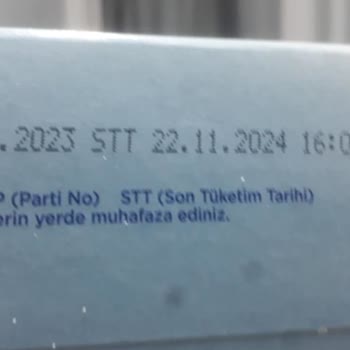 .2023 STT 22.11.2024 16:0
P (Parti No) STT (Son Tüketim Tarihi)
erin yerde muhafaza ediniz.